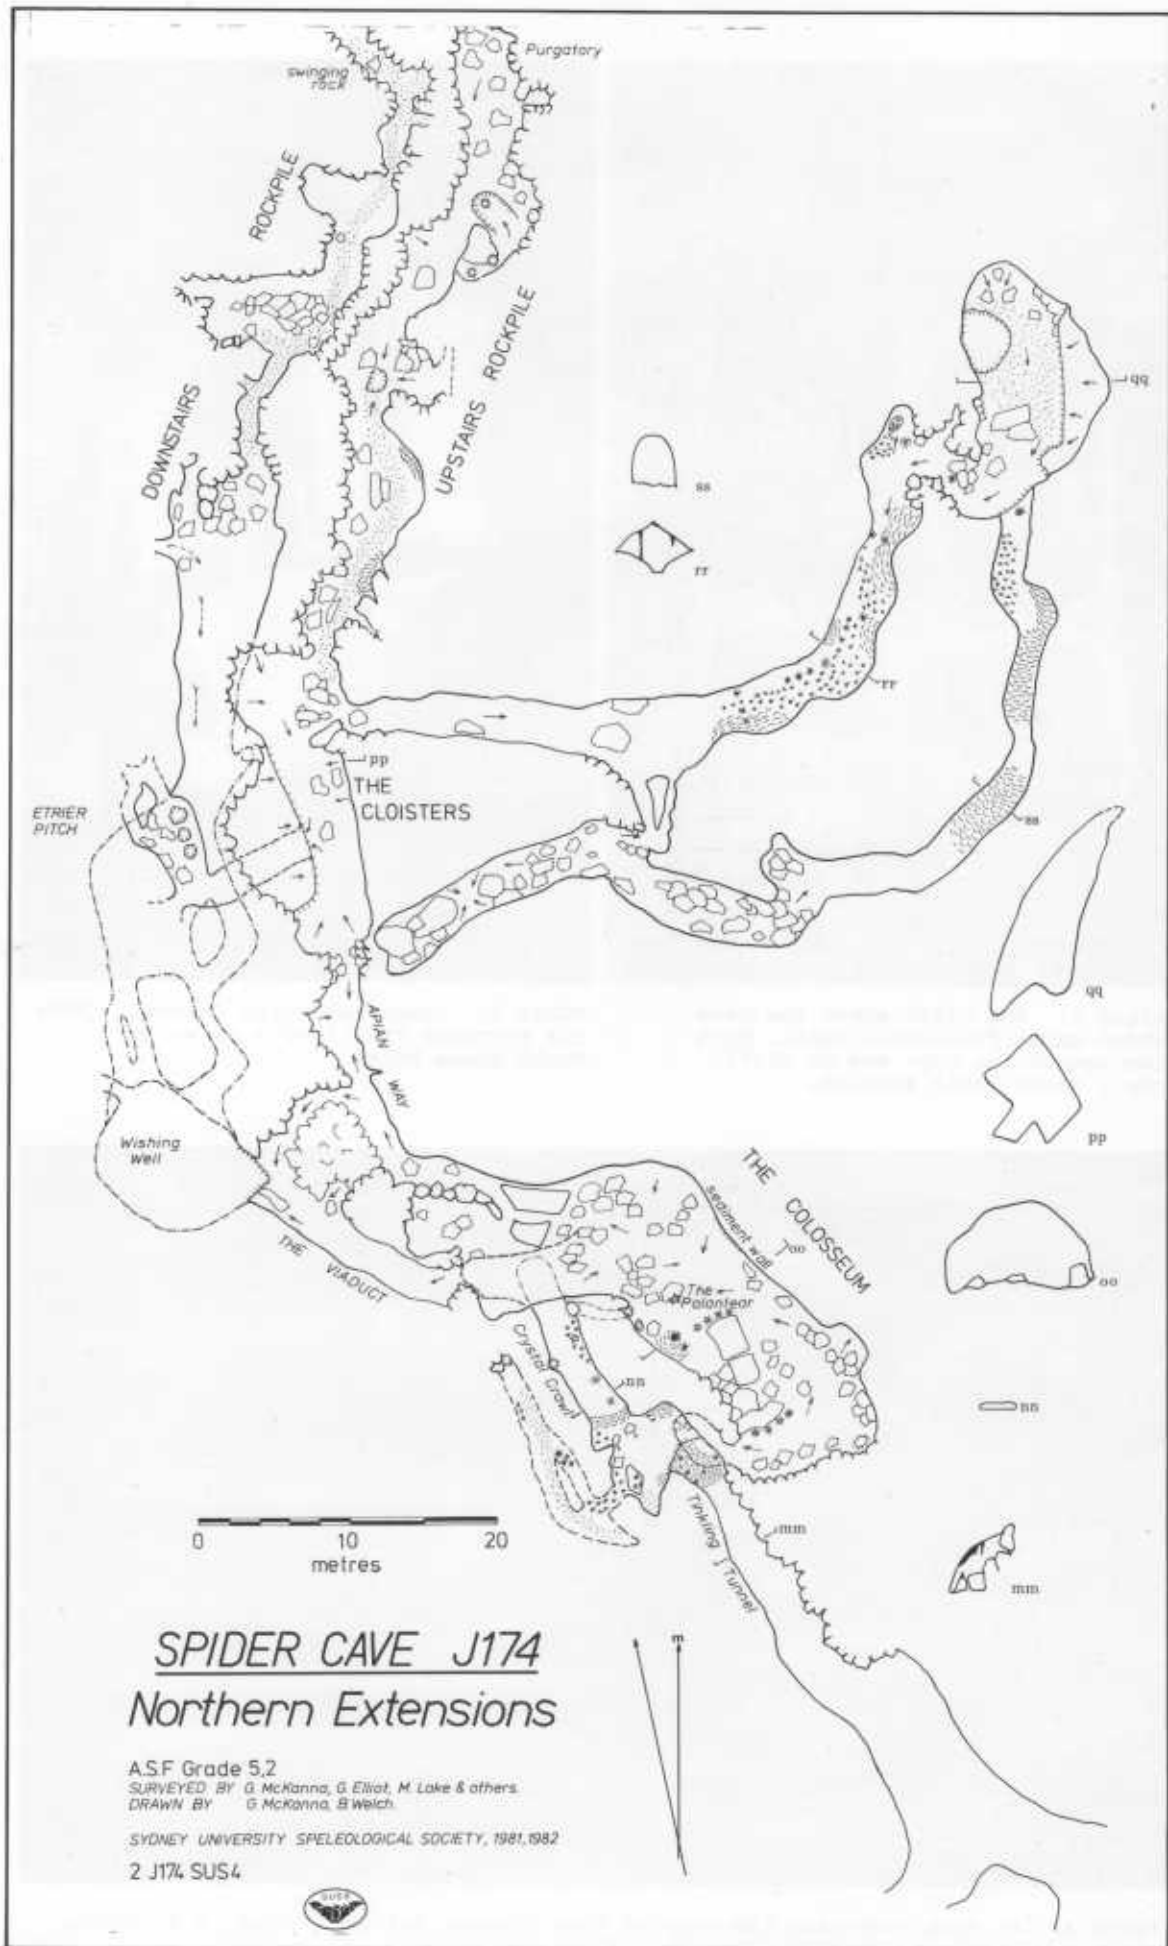 Purgatory
swinging
rock
ROCKPILE
UPSTAIRS ROCKPILE
DOWNSTAIRS
qq
ss
rr
rr
pp
THE
CLOISTERS
ETRIER
PITCH
ss
qq
APIAN WAY
pp
Wishing
Well
THE COLOSSEUM
sediment wall
oo
oo
THE VIADUCT
The
Palantear
Crystal Crawl
nn
nn
mm
Tinkling Tunnel
mm
0 10 20
metres
m
SPIDER CAVE J174
Northern Extensions
A.S.F Grade 5,2
SURVEYED BY G. McKanna, G. Elliot, M. Lake & others.
DRAWN BY G. McKanna, B. Welch.
SYDNEY UNIVERSITY SPELEOLOGICAL SOCIETY, 1981,1982
2 J174 SUS4
SUSS